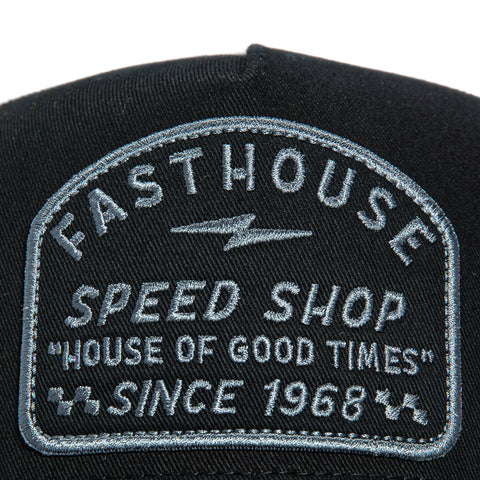 FASTHOUSE
SPEED SHOP
"HOUSE OF GOOD TIMES"
SINCE 1968